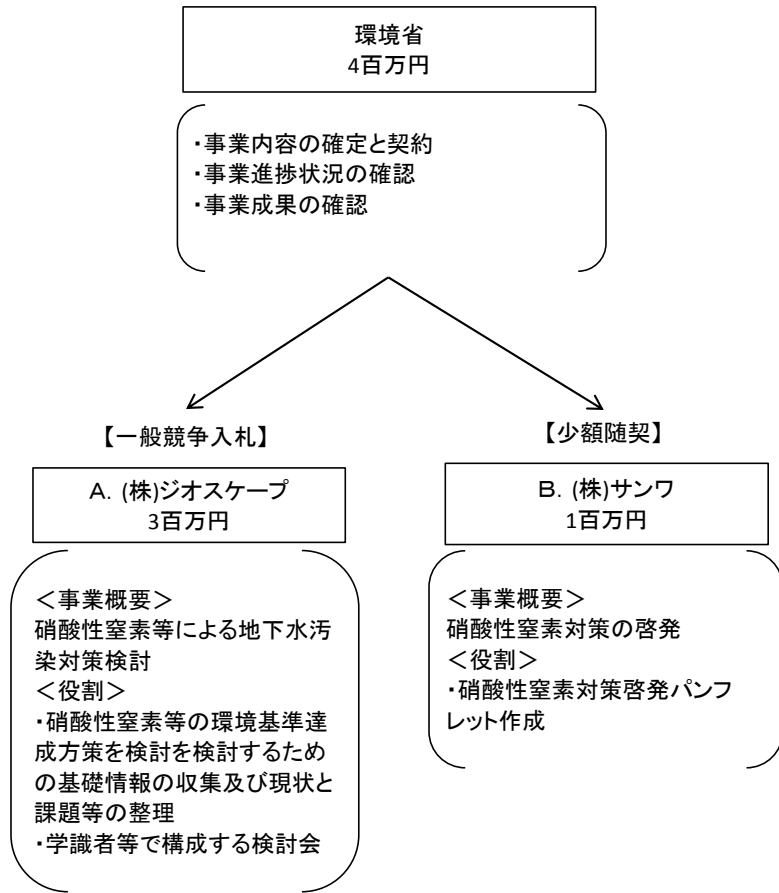 環境省
4百万円
・事業内容の確定と契約
・事業進捗状況の確認
・事業成果の確認
【一般競争入札】
A. (株)ジオスケープ
3百万円
<事業概要>
硝酸性窒素等による地下水汚
染対策検討
<役割>
・硝酸性窒素等の環境基準達
成方策を検討を検討するため
の基礎情報の収集及び現状と
課題等の整理
・学識者等で構成する検討会
【少額随契】
B. (株)サンワ
1百万円
<事業概要>
硝酸性窒素対策の啓発
<役割>
・硝酸性窒素対策啓発パンフ
レット作成